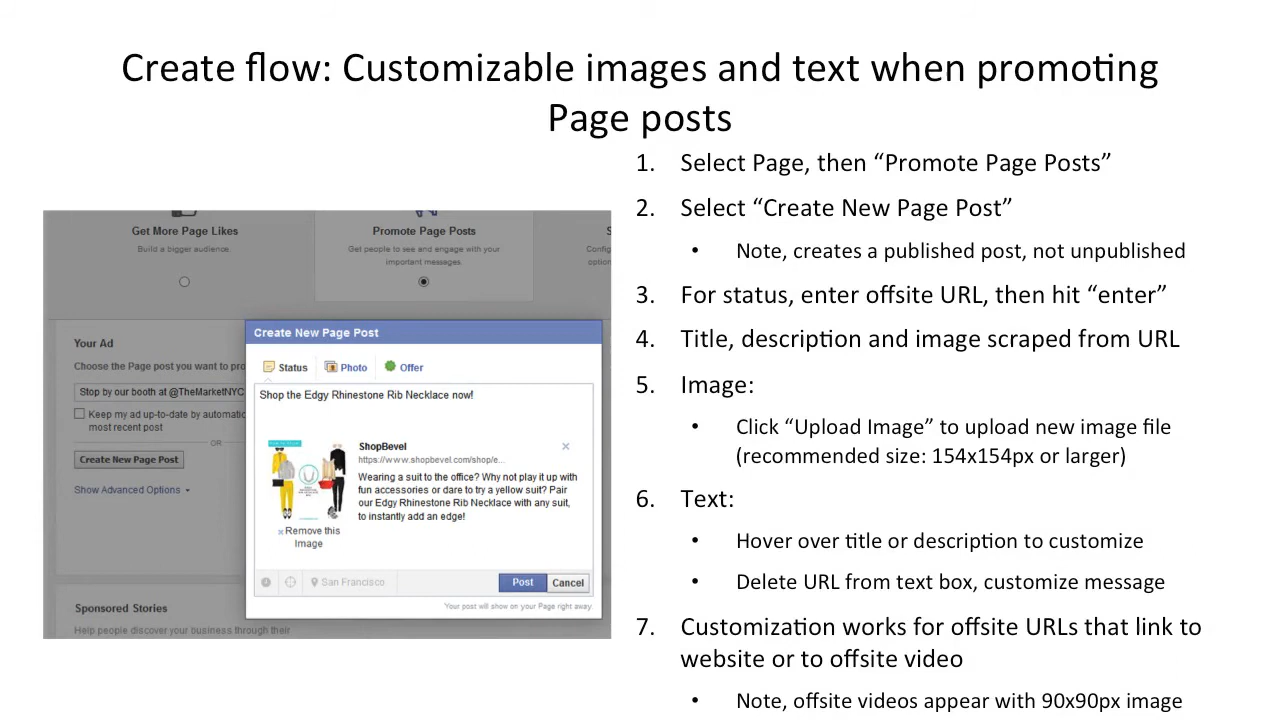 Create flow: Customizable images and text when promoting
Page posts
Get More Page Likes
Build a bigger audience.
Promote Page Posts
Get people to see and engage with your
important messages.
S
Config
option
Your Ad
Choose the Page post you want to pro
Stop by our booth at @TheMarketNYC
Keep my ad up-to-date by automatic
most recent post
OR
Create New Page Post
Show Advanced Options
Sponsored Stories
Help people discover your business through their
Create New Page Post
Status Photo Offer
Shop the Edgy Rhinestone Rib Necklace now!
ShopBevel
https://www.shopbevel.com/shop/e...
Wearing a suit to the office? Why not play it up with
fun accessories or dare to try a yellow suit? Pair
our Edgy Rhinestone Rib Necklace with any suit,
to instantly add an edge!
× Remove this
Image
San Francisco
Post Cancel
Your post will show on your Page right away.
1. Select Page, then “Promote Page Posts”
2. Select “Create New Page Post”
• Note, creates a published post, not unpublished
3. For status, enter offsite URL, then hit “enter”
4. Title, description and image scraped from URL
5. Image:
• Click “Upload Image” to upload new image file
(recommended size: 154x154px or larger)
6. Text:
• Hover over title or description to customize
• Delete URL from text box, customize message
7. Customization works for offsite URLs that link to
website or to offsite video
• Note, offsite videos appear with 90x90px image